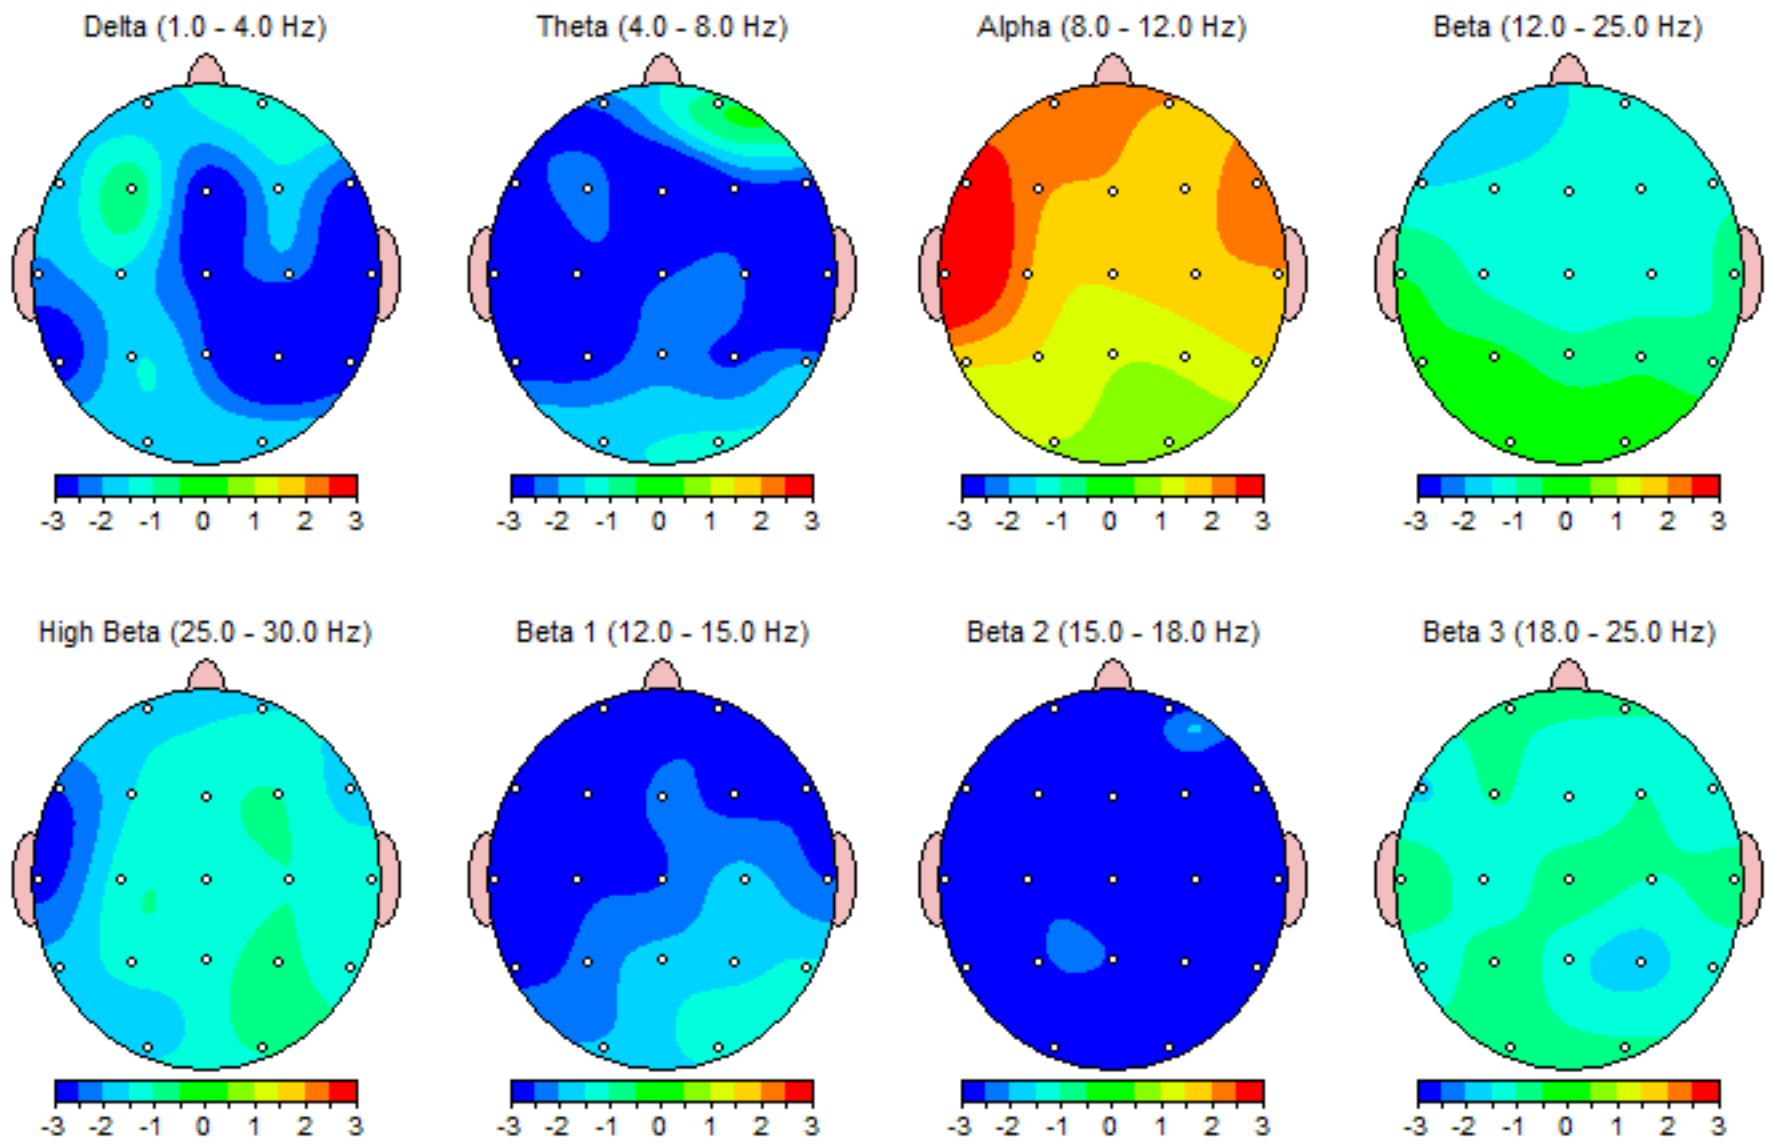 Delta (1.0 - 4.0 Hz)
Theta (4.0 - 8.0 Hz)
Alpha (8.0 - 12.0 Hz)
Beta (12.0 - 25.0 Hz)
-3 -2 -1 0 1 2 3
-3 -2 -1 0 1 2 3
-3 -2 -1 0 1 2 3
-3 -2 -1 0 1 2 3
High Beta (25.0 - 30.0 Hz)
Beta 1 (12.0 - 15.0 Hz)
Beta 2 (15.0 - 18.0 Hz)
Beta 3 (18.0 - 25.0 Hz)
-3 -2 -1 0 1 2 3
-3 -2 -1 0 1 2 3
-3 -2 -1 0 1 2 3
-3 -2 -1 0 1 2 3